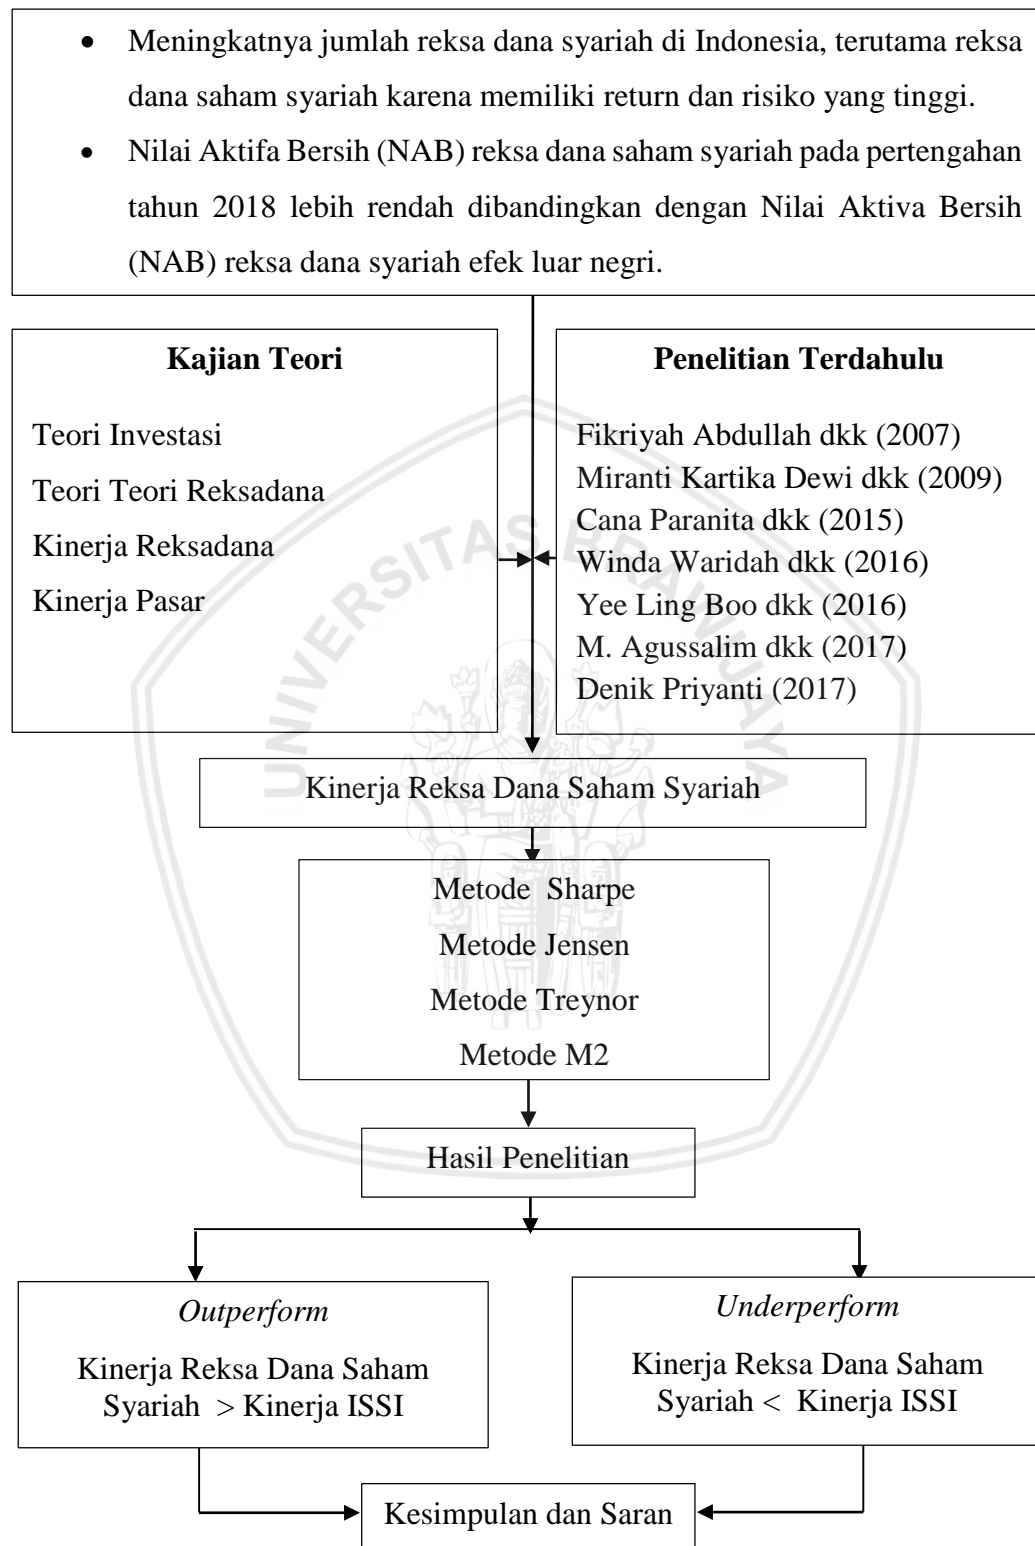 • Meningkatnya jumlah reksa dana syariah di Indonesia, terutama reksa
dana saham syariah karena memiliki return dan risiko yang tinggi.
• Nilai Aktifa Bersih (NAB) reksa dana saham syariah pada pertengahan
tahun 2018 lebih rendah dibandingkan dengan Nilai Aktiva Bersih
(NAB) reksa dana syariah efek luar negri.
Kajian Teori
Teori Investasi
Teori Teori Reksadana
Kinerja Reksadana
Kinerja Pasar
Penelitian Terdahulu
Fikriyah Abdullah dkk (2007)
Miranti Kartika Dewi dkk (2009)
Cana Paranita dkk (2015)
Winda Waridah dkk (2016)
Yee Ling Boo dkk (2016)
M. Agussalim dkk (2017)
Denik Priyanti (2017)
UNIVERSITAS BRAWIJAYA
Kinerja Reksa Dana Saham Syariah
Metode Sharpe
Metode Jensen
Metode Treynor
Metode M2
Hasil Penelitian
Outperform
Kinerja Reksa Dana Saham
Syariah > Kinerja ISSI
Underperform
Kinerja Reksa Dana Saham
Syariah < Kinerja ISSI
Kesimpulan dan Saran